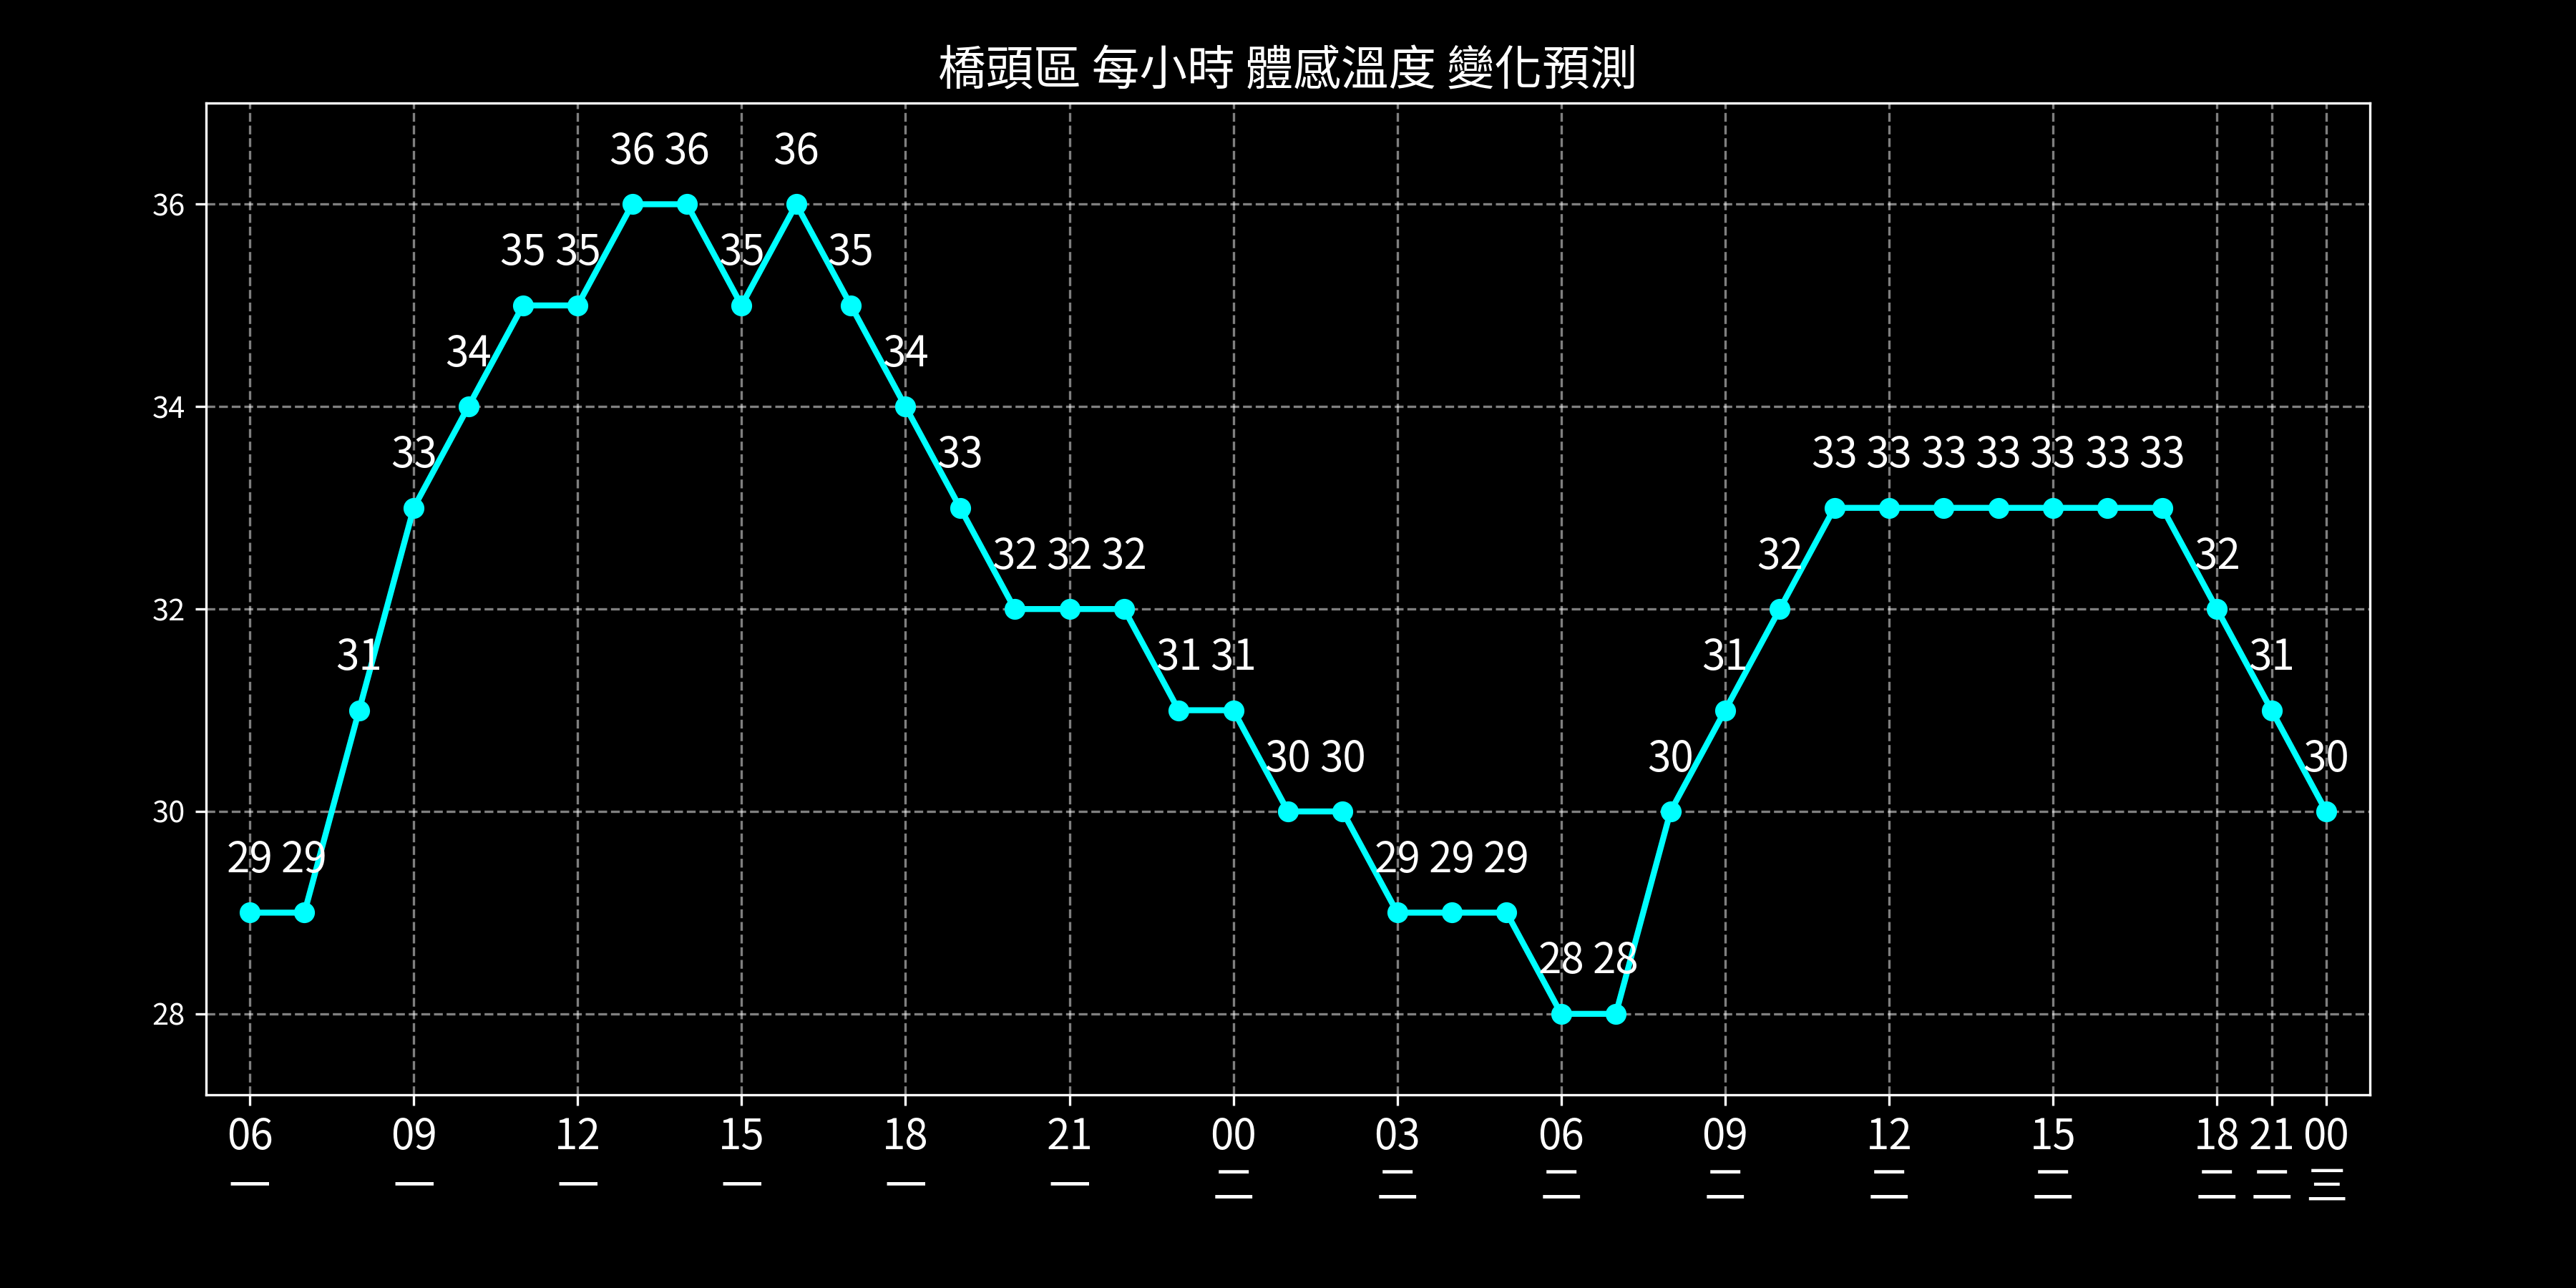 橋頭區 每小時 體感溫度 變化預測
36 36 36
35 35 35 35
34 34
33 33 33 33 33 33 33 33 33
32 32 32 32 32
31 31 31 31 31
30 30 30 30
29 29 29 29 29
28 28
36
34
32
30
28
06 09 12 15 18 21 00 03 06 09 12 15 18 21 00
一 一 一 一 一 一 二 二 二 二 二 二 二 二 三